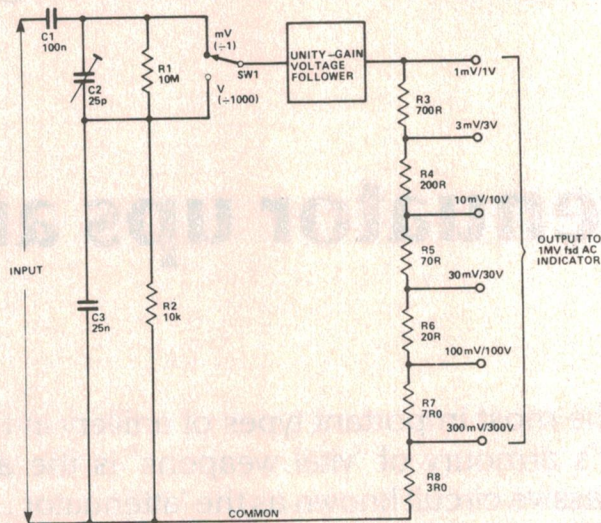 C1
100n
C2
25p
R1
10M
mV
(÷1)
SW1
V
(÷1000)
UNITY–GAIN
VOLTAGE
FOLLOWER
1mV/1V
R3
700R
3mV/3V
R4
200R
10mV/10V
R5
70R
30mV/30V
R6
20R
100mV/100V
R7
7R0
300mV/300V
R8
3R0
OUTPUT TO
1MV fsd AC
INDICATOR
INPUT
C3
25n
R2
10k
COMMON